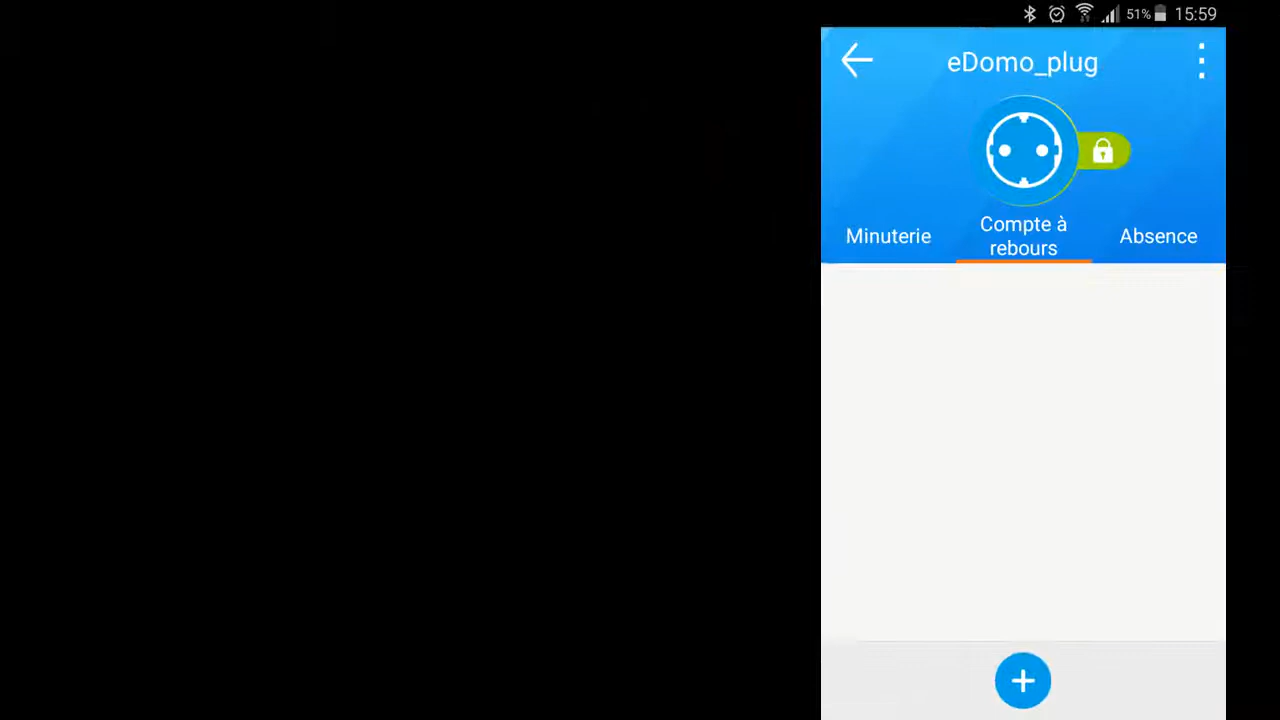 51% 15:59
eDomo_plug
Minuterie
Compte à
rebours
Absence